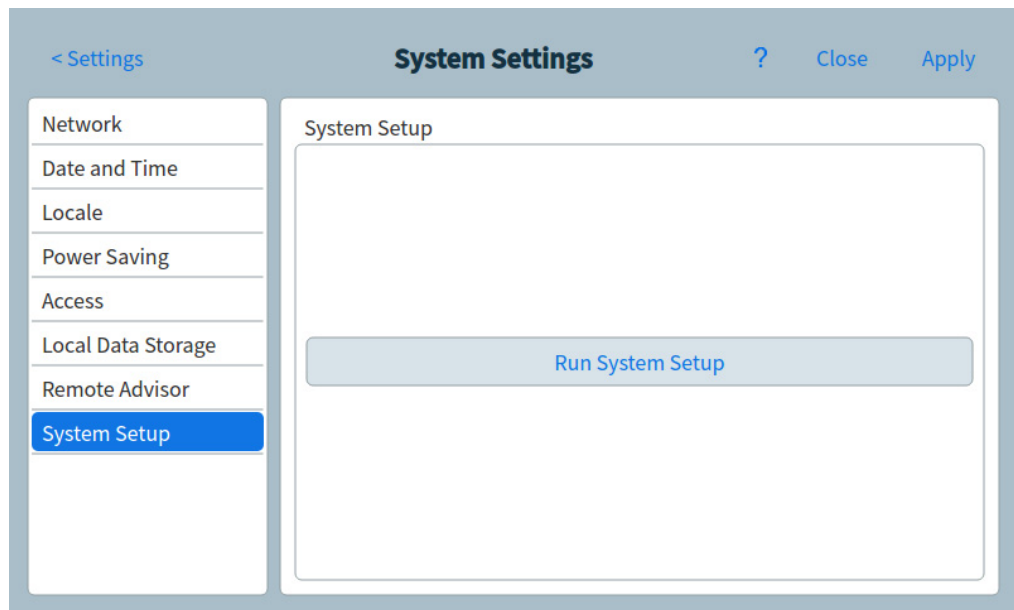 < Settings System Settings ? Close Apply
Network
Date and Time
Locale
Power Saving
Access
Local Data Storage
Remote Advisor
System Setup
System Setup
Run System Setup